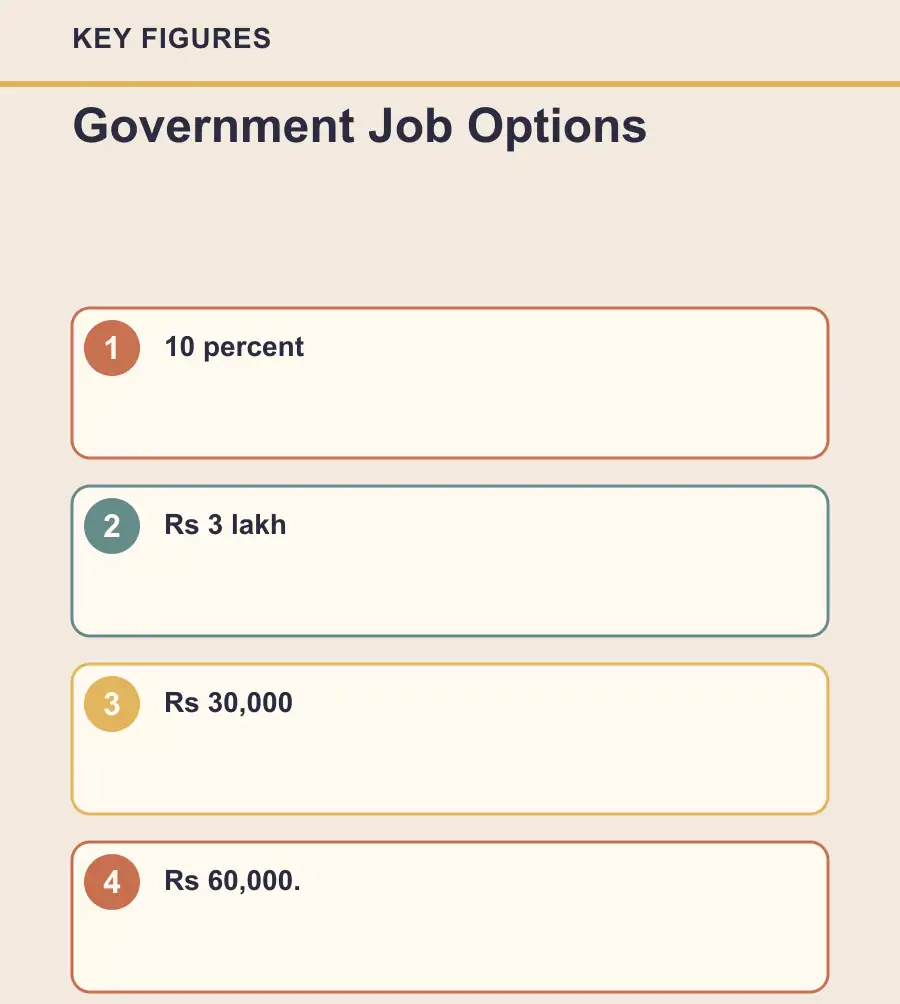 KEY FIGURES
Government Job Options
1 10 percent
2 Rs 3 lakh
3 Rs 30,000
4 Rs 60,000.